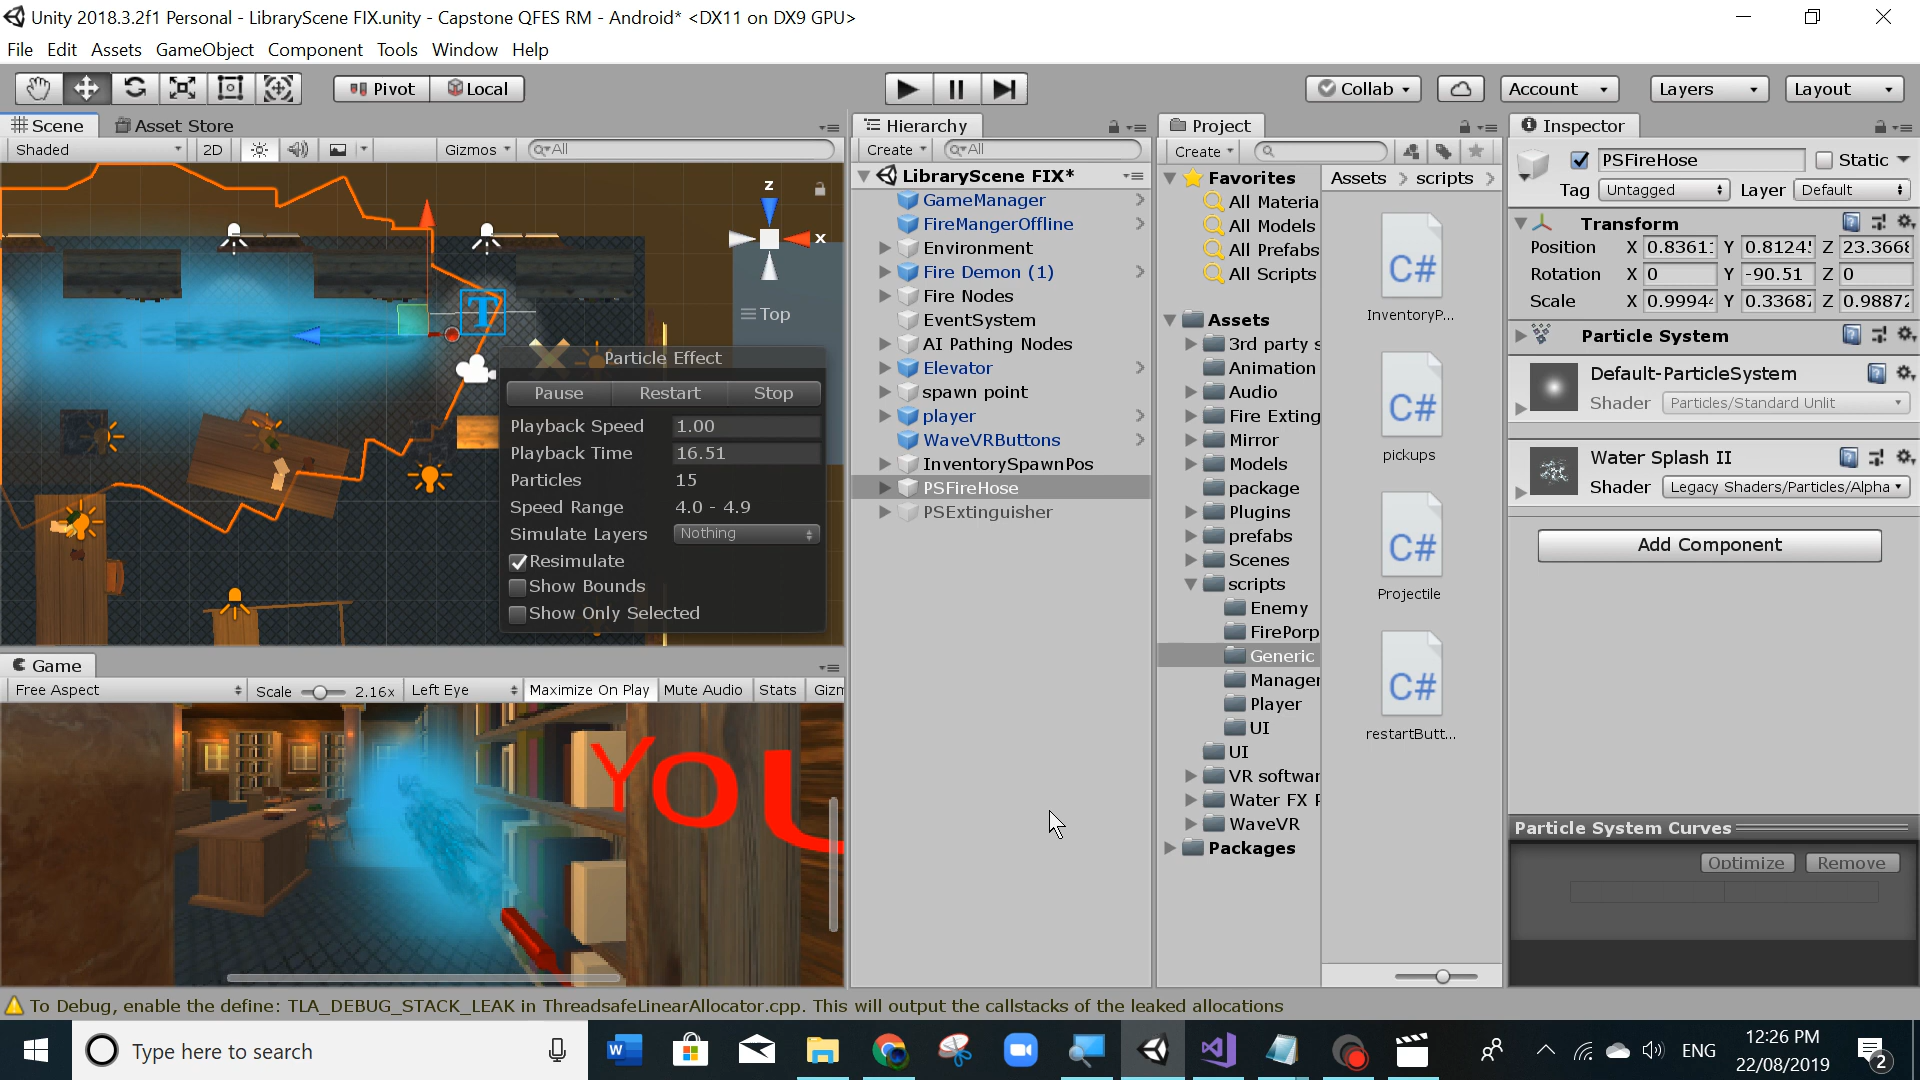 Unity 2018.3.2f1 Personal - LibraryScene FIX.unity - Capstone QFES RM - Android* <DX11 on DX9 GPU>
File Edit Assets GameObject Component Tools Window Help
Pivot Local Collab Account Layers Layout
Scene Asset Store
Shaded 2D Gizmos All
z
x
Top
T
Particle Effect
Pause Restart Stop
Playback Speed 1.00
Playback Time 16.51
Particles 15
Speed Range 4.0 - 4.9
Simulate Layers Nothing
Resimulate
Show Bounds
Show Only Selected
Game
Free Aspect Scale 2.16x Left Eye Maximize On Play Mute Audio Stats Gizm
You
Hierarchy
Create All
LibraryScene FIX*
GameManager
FireMangerOffline
Environment
Fire Demon (1)
Fire Nodes
EventSystem
AI Pathing Nodes
Elevator
spawn point
player
WaveVRButtons
InventorySpawnPos
PSFireHose
PSExtinguisher
Project
Create
Favorites
All Materia
All Models
All Prefabs
All Scripts
Assets
3rd party s
Animation
Audio
Fire Exting
Mirror
Models
package
Plugins
prefabs
Scenes
scripts
Enemy
FirePorp
Generic
Manager
Player
UI
UI
VR softwar
Water FX P
WaveVR
Packages
Assets scripts
C#
InventoryP...
C#
pickups
C#
Projectile
C#
restartButt...
Inspector
PSFireHose Static
Tag Untagged Layer Default
Transform
Position X 0.8361 Y 0.8124 Z 23.366
Rotation X 0 Y -90.51 Z 0
Scale X 0.9994 Y 0.3368 Z 0.9887
Particle System
Default-ParticleSystem
Shader Particles/Standard Unlit
Water Splash II
Shader Legacy Shaders/Particles/Alpha
Add Component
Particle System Curves
Optimize Remove
To Debug, enable the define: TLA_DEBUG_STACK_LEAK in ThreadsafeLinearAllocator.cpp. This will output the callstacks of the leaked allocations
Type here to search
ENG
12:26 PM
22/08/2019
2